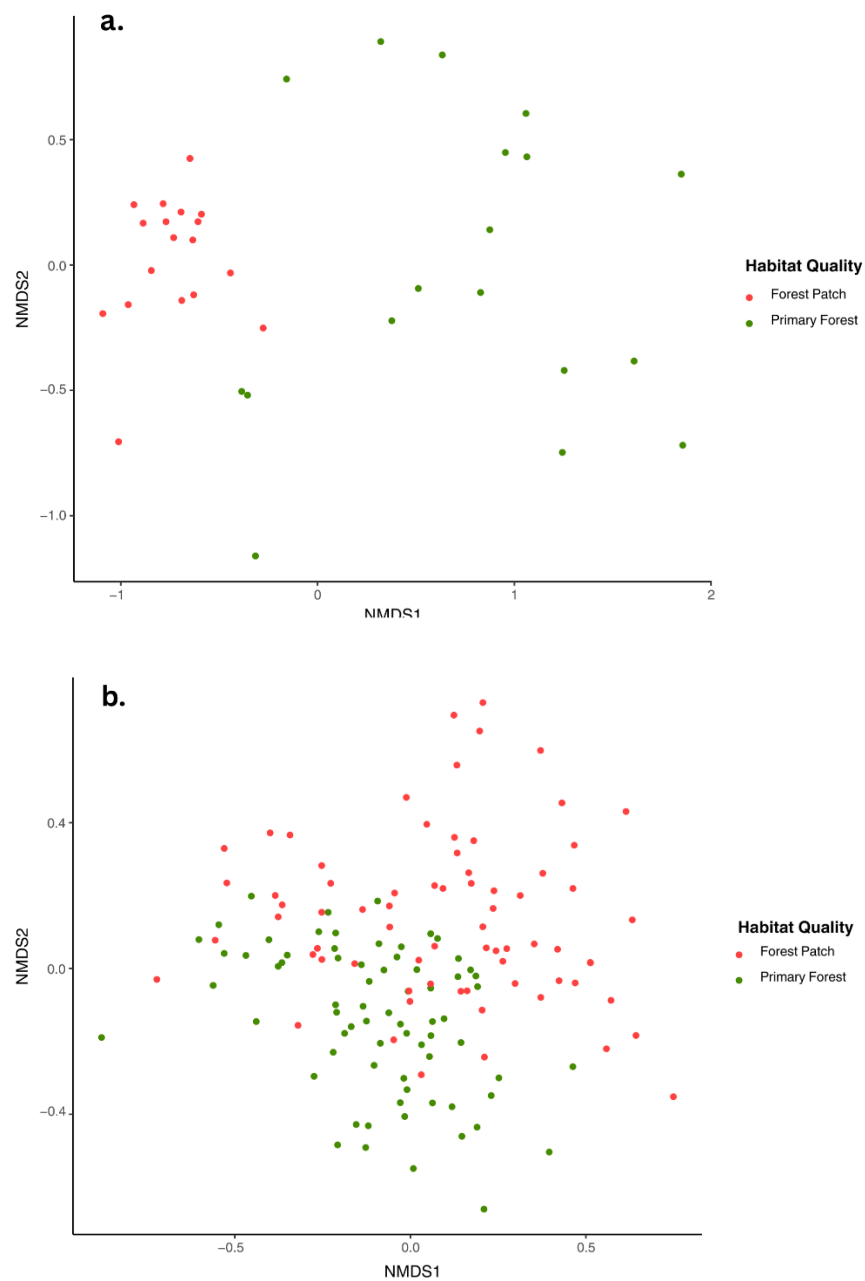 a.
0.5
0.0
−0.5
−1.0
NMDS2
−1
0
1
2
NMDS1
Habitat Quality
Forest Patch
Primary Forest
b.
0.4
0.0
−0.4
NMDS2
−0.5
0.0
0.5
NMDS1
Habitat Quality
Forest Patch
Primary Forest